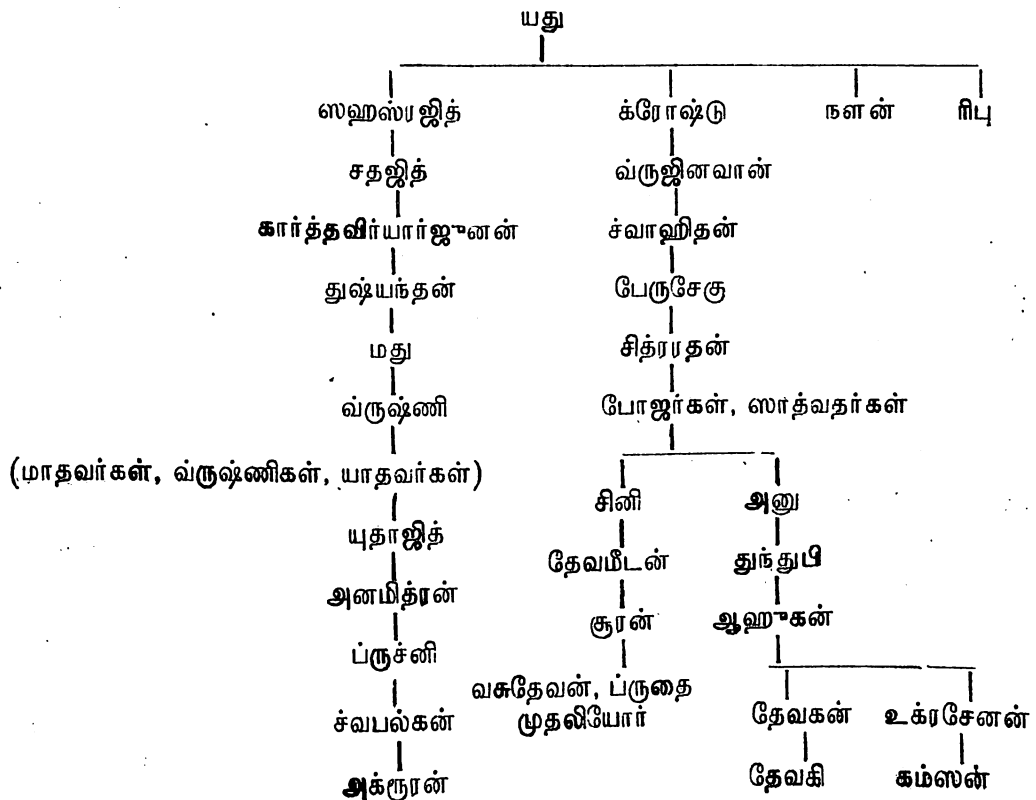 யது
ஸஹஸ்ரஜித் க்ரோஷ்டு நளன் ரிபு
சதஜித் வ்ருஜினவான்
கார்த்தவிர்யார்ஜுனன் ச்வாஹிதன்
துஷ்யந்தன் பேருசேகு
மது சித்ரரதன்
வ்ருஷ்ணி போஜர்கள், ஸாத்வதர்கள்
(மாதவர்கள், வ்ருஷ்ணிகள், யாதவர்கள்)
சினி அனு
யுதாஜித்
தேவமீடன் துந்துபி
அனமித்ரன்
சூரன் ஆஹுகன்
ப்ருச்னி
வசுதேவன், ப்ருதை
முதலியோர்
ச்வபல்கன் தேவகன் உக்ரசேனன்
அக்ரூரன் தேவகி கம்ஸன்